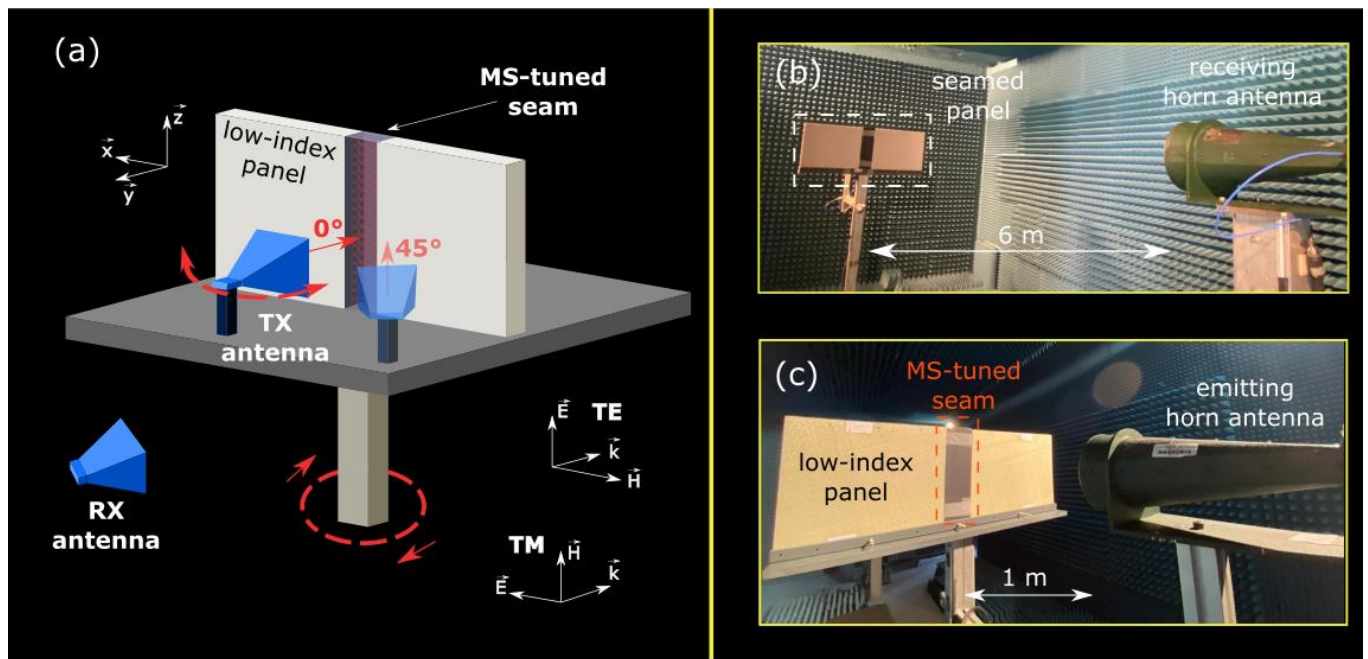 (a)
MS-tuned
seam
low-index
panel
z
x
y
0°
45°
TX
antenna
RX
antenna
E
TE
k
H
TM
H
E
k
(b)
seamed
panel
receiving
horn antenna
6 m
(c)
MS-tuned
seam
emitting
horn antenna
low-index
panel
1 m